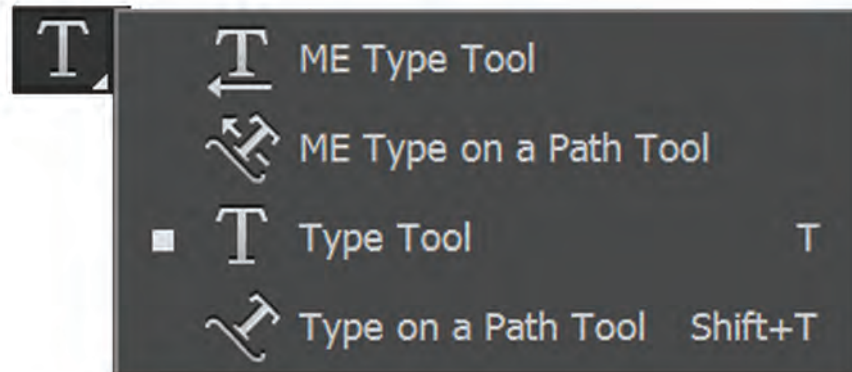 T
ME Type Tool
ME Type on a Path Tool
Type Tool T
Type on a Path Tool Shift+T